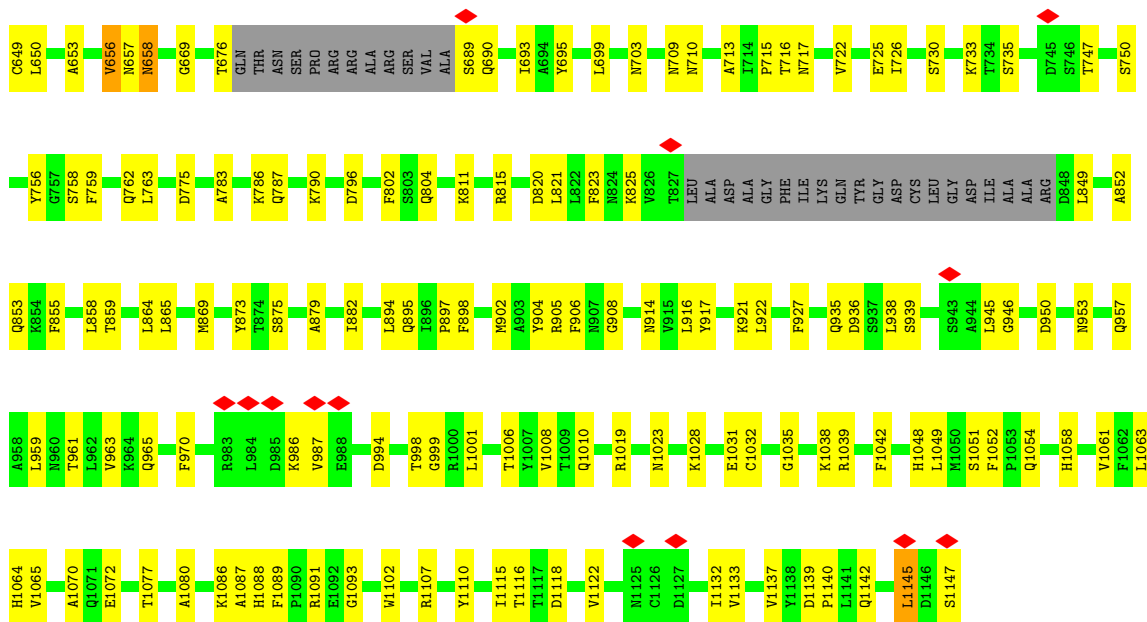 C649 L650 A653 V656 N657 N658 G669 T676 GLN THR ASN SER PRO ARG ARG ALA ARG SER VAL ALA S689 Q690 I693 A694 Y695 L699 N703 N709 N710 A713 I714 P715 T716 N717 V722 E725 I726 S730 K733 T734 S735 D745 S746 T747 S750
Y756 G757 S758 F759 Q762 L763 D775 A783 K786 Q787 K790 D796 F802 S803 Q804 K811 R815 D820 L821 L822 F823 N824 K825 V826 T827 LEU ALA ASP ALA GLY PHE ILE LYS GLN TYR GLY ASP CYS LEU GLY ASP ILE ALA ALA ARG D848 L849 A852
Q853 K854 F855 L858 T859 L864 L865 M869 Y873 T874 S875 A879 I882 L894 Q895 I896 P897 F898 M902 A903 Y904 R905 F906 N907 G908 N914 V915 L916 Y917 K921 L922 F927 Q935 D936 S937 L938 S939 S943 A944 L945 G946 D950 N953 Q957
A958 L959 N960 T961 L962 V963 K964 Q965 F970 R983 L984 D985 K986 V987 E988 D994 T998 G999 R1000 L1001 T1006 Y1007 V1008 T1009 Q1010 R1019 N1023 K1028 E1031 C1032 G1035 K1038 R1039 F1042 H1048 L1049 M1050 S1051 F1052 P1053 Q1054 H1058 V1061 F1062 L1063
H1064 V1065 A1070 Q1071 E1072 T1077 A1080 K1086 A1087 H1088 F1089 P1090 R1091 E1092 G1093 W1102 R1107 Y1110 I1115 T1116 T1117 D1118 V1122 N1125 C1126 D1127 I1132 V1133 V1137 Y1138 D1139 P1140 L1141 Q1142 L1145 D1146 S1147